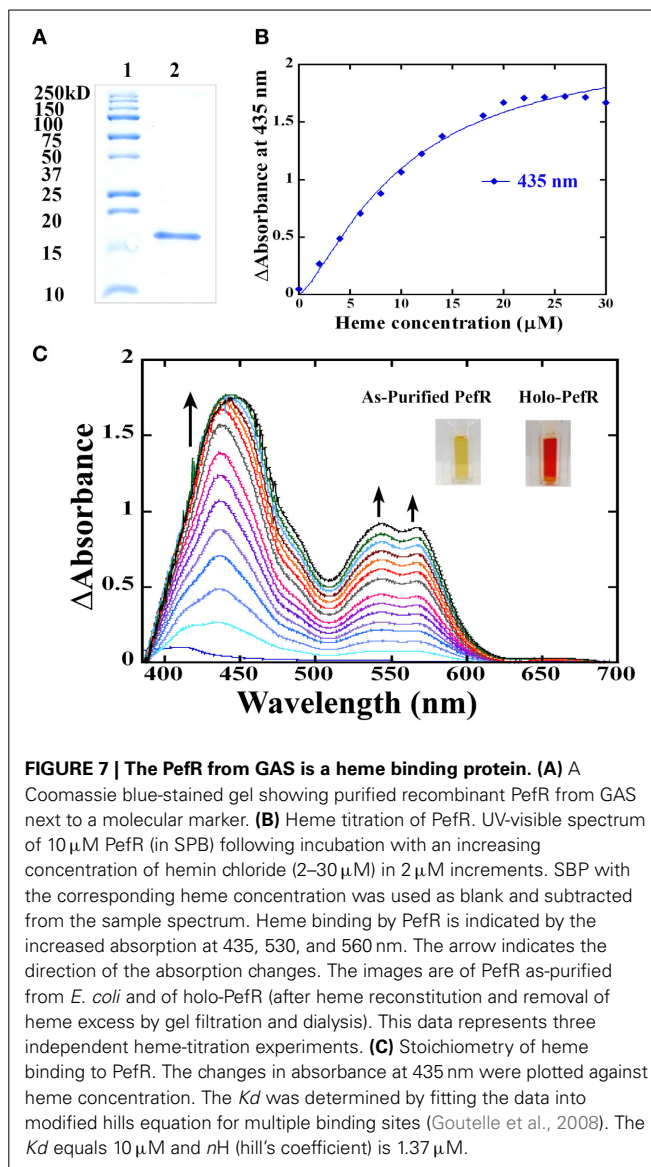 A
B
1 2
250kD
150
100
75
50
37
25
20
15
10
2
1.5
1
0.5
0
ΔAbsorbance at 435 nm
435 nm
0 5 10 15 20 25 30
Heme concentration (μM)
C
2
1.5
1
0.5
0
ΔAbsorbance
As-Purified PefR Holo-PefR
400 450 500 550 600 650 700
Wavelength (nm)
FIGURE 7 | The PefR from GAS is a heme binding protein. (A) A
Coomassie blue-stained gel showing purified recombinant PefR from GAS
next to a molecular marker. (B) Heme titration of PefR. UV-visible spectrum
of 10 μM PefR (in SPB) following incubation with an increasing
concentration of hemin chloride (2–30 μM) in 2 μM increments. SBP with
the corresponding heme concentration was used as blank and subtracted
from the sample spectrum. Heme binding by PefR is indicated by the
increased absorption at 435, 530, and 560 nm. The arrow indicates the
direction of the absorption changes. The images are of PefR as-purified
from E. coli and of holo-PefR (after heme reconstitution and removal of
heme excess by gel filtration and dialysis). This data represents three
independent heme-titration experiments. (C) Stoichiometry of heme
binding to PefR. The changes in absorbance at 435 nm were plotted against
heme concentration. The Kd was determined by fitting the data into
modified hills equation for multiple binding sites (Goutelle et al., 2008). The
Kd equals 10 μM and nH (hill's coefficient) is 1.37 μM.